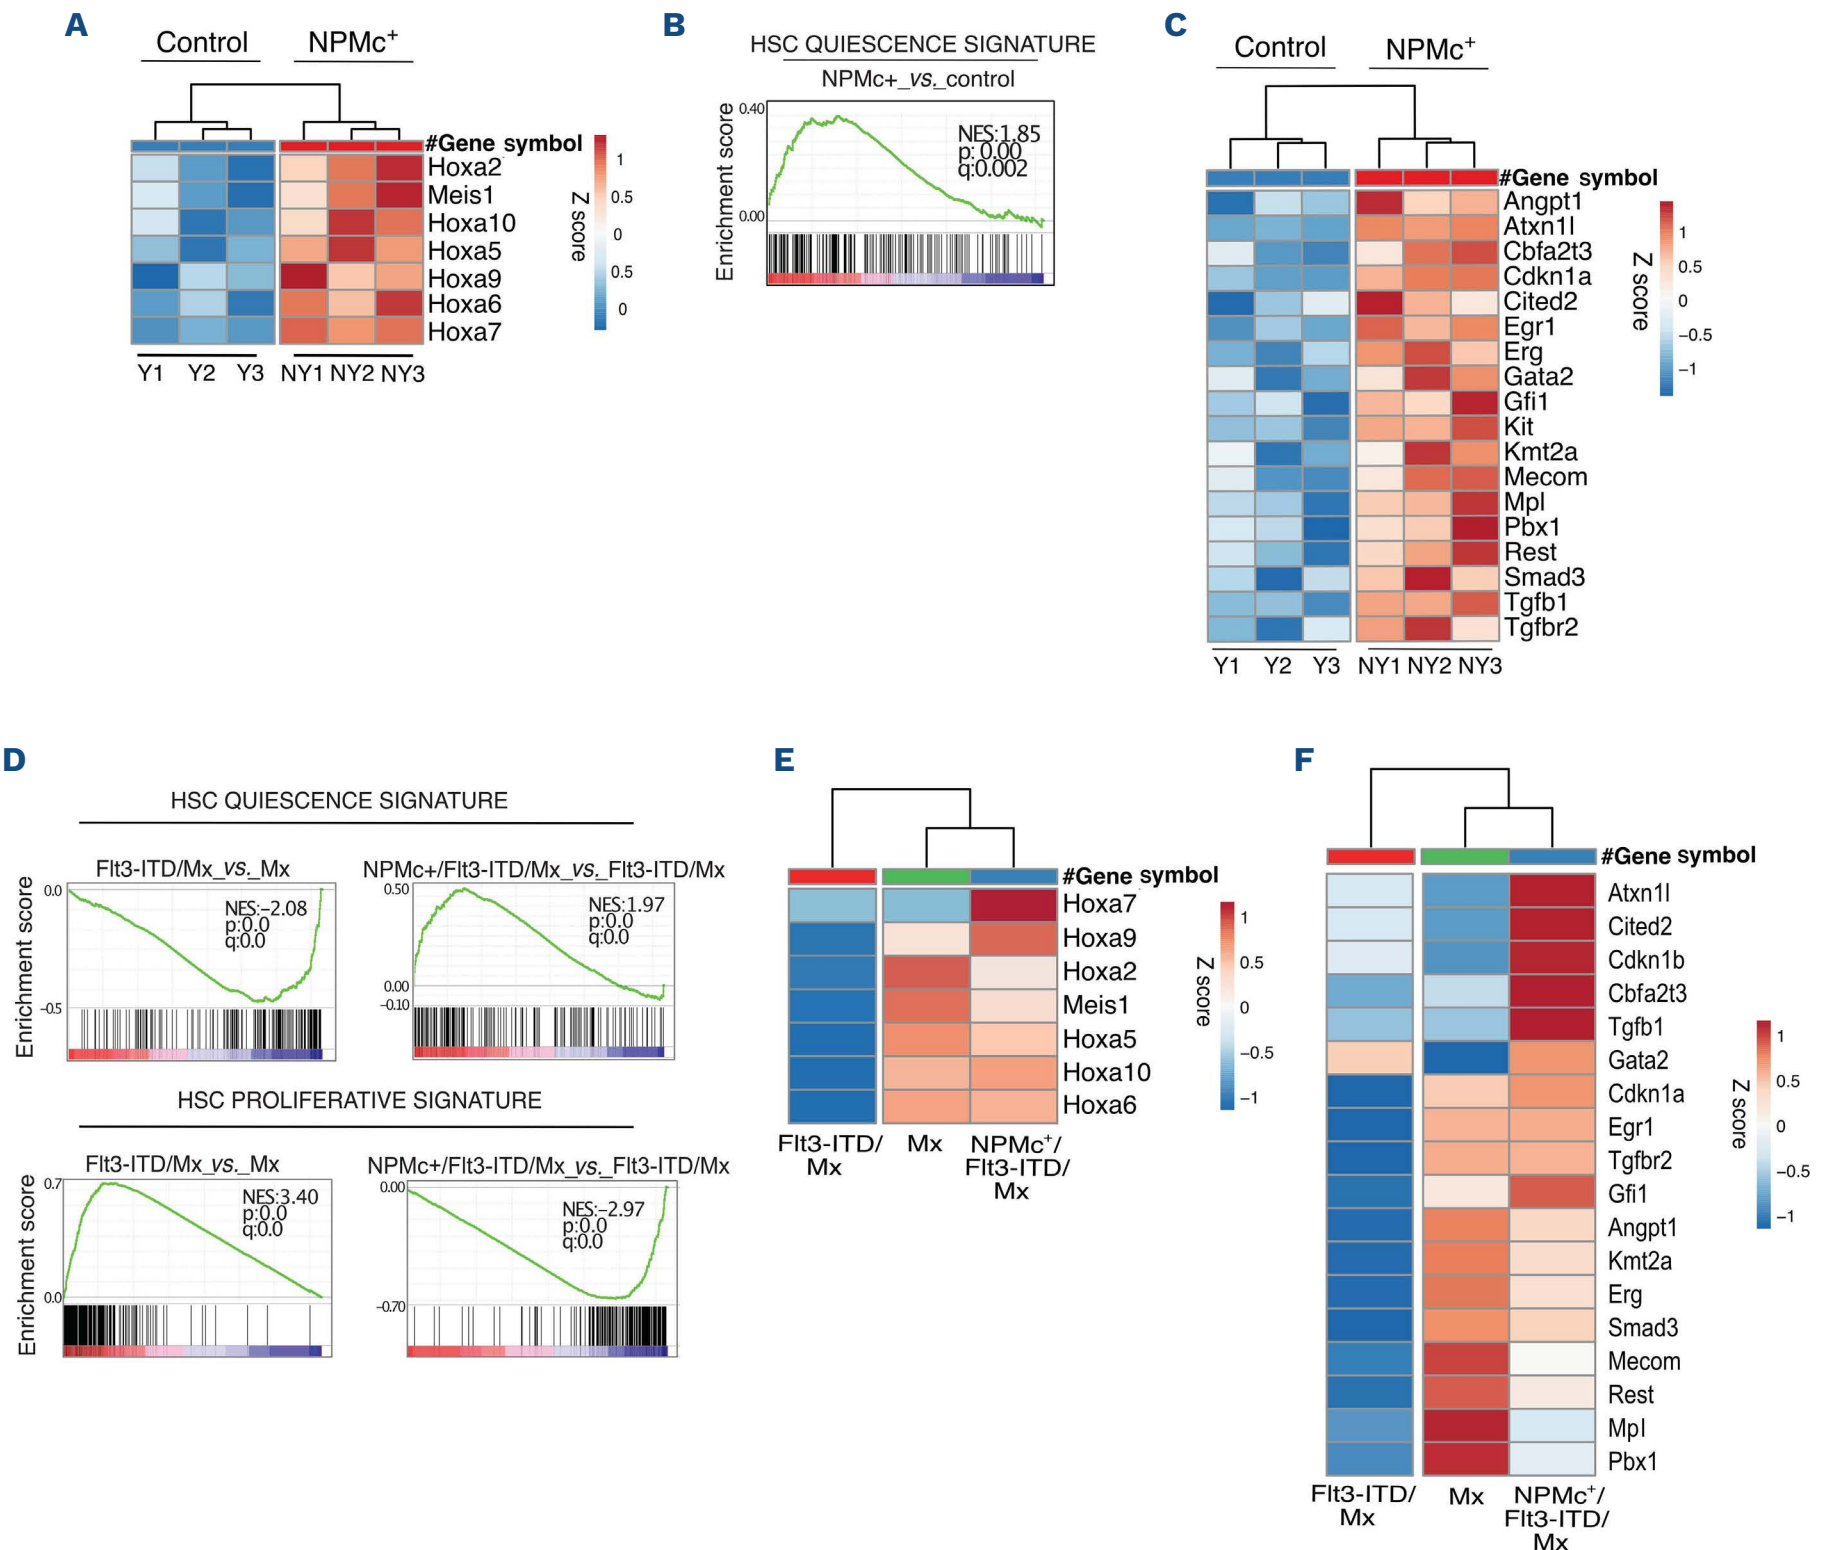 A
Control
NPMc+
#Gene symbol
Hoxa2
Meis1
Hoxa10
Hoxa5
Hoxa9
Hoxa6
Hoxa7
1
0.5
0
0.5
0
Z score
Y1 Y2 Y3 NY1 NY2 NY3
B
HSC QUIESCENCE SIGNATURE
NPMc+_vs._control
Enrichment score
0.40
0.00
NES:1.85
p: 0.00
q:0.002
C
Control
NPMc+
#Gene symbol
Angpt1
Atxn1l
Cbfa2t3
Cdkn1a
Cited2
Egr1
Erg
Gata2
Gfi1
Kit
Kmt2a
Mecom
Mpl
Pbx1
Rest
Smad3
Tgfb1
Tgfbr2
Z score
1
0.5
0
−0.5
−1
Y1 Y2 Y3 NY1 NY2 NY3
D
HSC QUIESCENCE SIGNATURE
Flt3-ITD/Mx_vs._Mx
Enrichment score
0.0
−0.5
NES:−2.08
p:0.0
q:0.0
NPMc+/Flt3-ITD/Mx_vs._Flt3-ITD/Mx
0.50
0.00
−0.10
NES:1.97
p:0.0
q:0.0
HSC PROLIFERATIVE SIGNATURE
Flt3-ITD/Mx_vs._Mx
Enrichment score
0.7
0.0
NES:3.40
p:0.0
q:0.0
NPMc+/Flt3-ITD/Mx_vs._Flt3-ITD/Mx
0.00
−0.70
NES:−2.97
p:0.0
q:0.0
E
#Gene symbol
Hoxa7
Hoxa9
Hoxa2
Meis1
Hoxa5
Hoxa10
Hoxa6
Z score
1
0.5
0
−0.5
−1
Flt3-ITD/
Mx
Mx
NPMc+/
Flt3-ITD/
Mx
F
#Gene symbol
Atxn1l
Cited2
Cdkn1b
Cbfa2t3
Tgfb1
Gata2
Cdkn1a
Egr1
Tgfbr2
Gfi1
Angpt1
Kmt2a
Erg
Smad3
Mecom
Rest
Mpl
Pbx1
Z score
1
0.5
0
−0.5
−1
Flt3-ITD/
Mx
Mx
NPMc+/
Flt3-ITD/
Mx